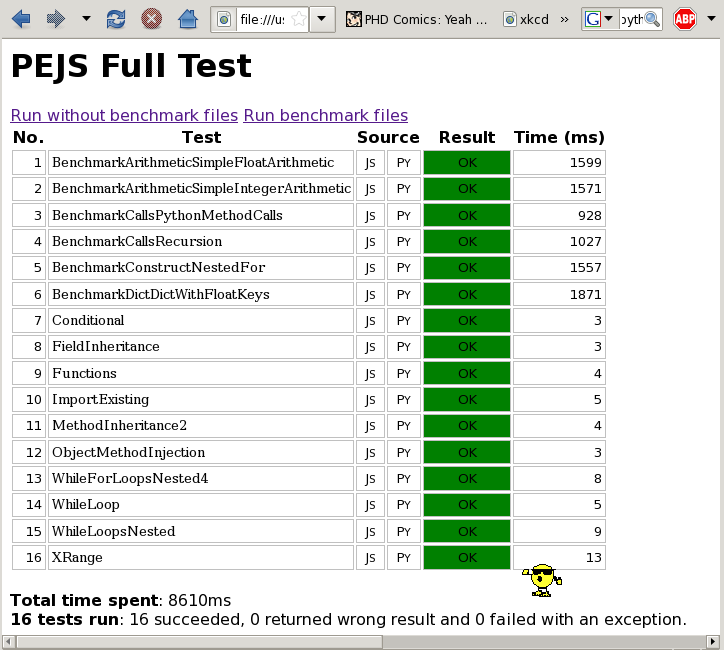 file:///u:
PHD Comics: Yeah ...
xkcd
»
G
ABP
PEJS Full Test
Run without benchmark files Run benchmark files
No. Test Source Result Time (ms)
1 BenchmarkArithmeticSimpleFloatArithmetic JS PY OK 1599
2 BenchmarkArithmeticSimpleIntegerArithmetic JS PY OK 1571
3 BenchmarkCallsPythonMethodCalls JS PY OK 928
4 BenchmarkCallsRecursion JS PY OK 1027
5 BenchmarkConstructNestedFor JS PY OK 1557
6 BenchmarkDictDictWithFloatKeys JS PY OK 1871
7 Conditional JS PY OK 3
8 FieldInheritance JS PY OK 3
9 Functions JS PY OK 4
10 ImportExisting JS PY OK 5
11 MethodInheritance2 JS PY OK 4
12 ObjectMethodInjection JS PY OK 3
13 WhileForLoopsNested4 JS PY OK 8
14 WhileLoop JS PY OK 5
15 WhileLoopsNested JS PY OK 9
16 XRange JS PY OK 13
Total time spent: 8610ms
16 tests run: 16 succeeded, 0 returned wrong result and 0 failed with an exception.